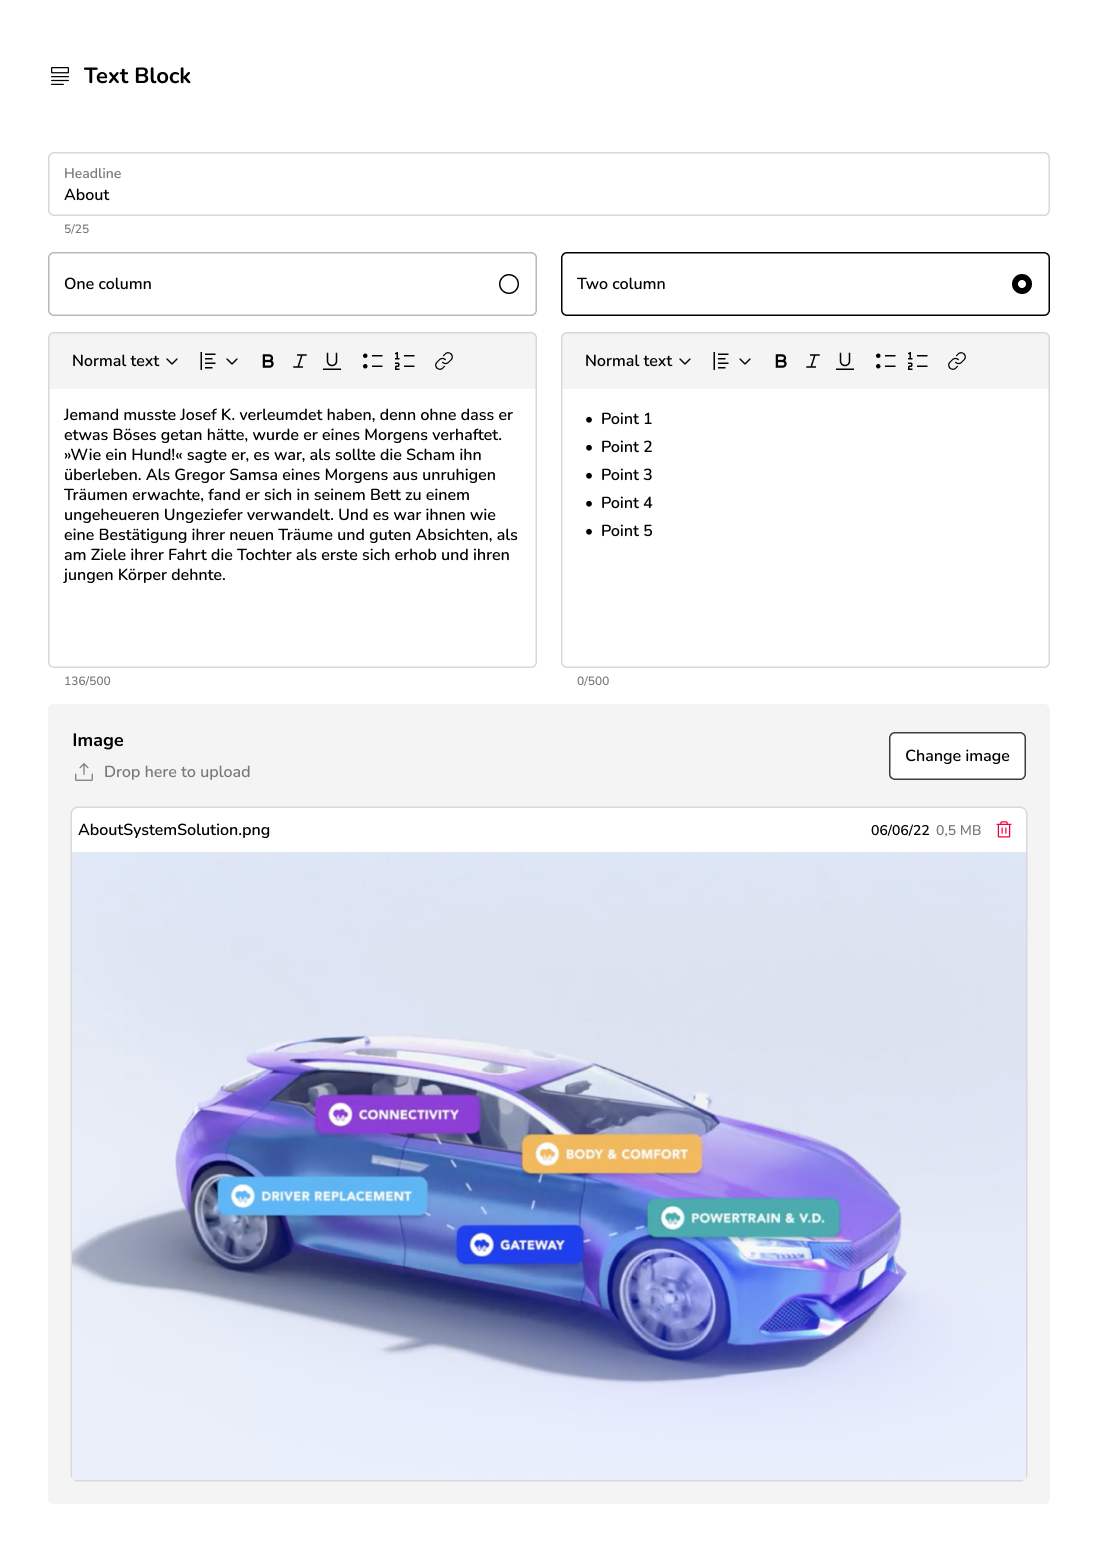 Text Block
Headline
About
5/25
One column
Two column
Normal text
B I U
Normal text
B I U
Jemand musste Josef K. verleumdet haben, denn ohne dass er
etwas Böses getan hätte, wurde er eines Morgens verhaftet.
»Wie ein Hund!« sagte er, es war, als sollte die Scham ihn
überleben. Als Gregor Samsa eines Morgens aus unruhigen
Träumen erwachte, fand er sich in seinem Bett zu einem
ungeheueren Ungeziefer verwandelt. Und es war ihnen wie
eine Bestätigung ihrer neuen Träume und guten Absichten, als
am Ziele ihrer Fahrt die Tochter als erste sich erhob und ihren
jungen Körper dehnte.
136/500
• Point 1
• Point 2
• Point 3
• Point 4
• Point 5
0/500
Image
Drop here to upload
Change image
AboutSystemSolution.png
06/06/22 0,5 MB
CONNECTIVITY
BODY & COMFORT
DRIVER REPLACEMENT
POWERTRAIN & V.D.
GATEWAY